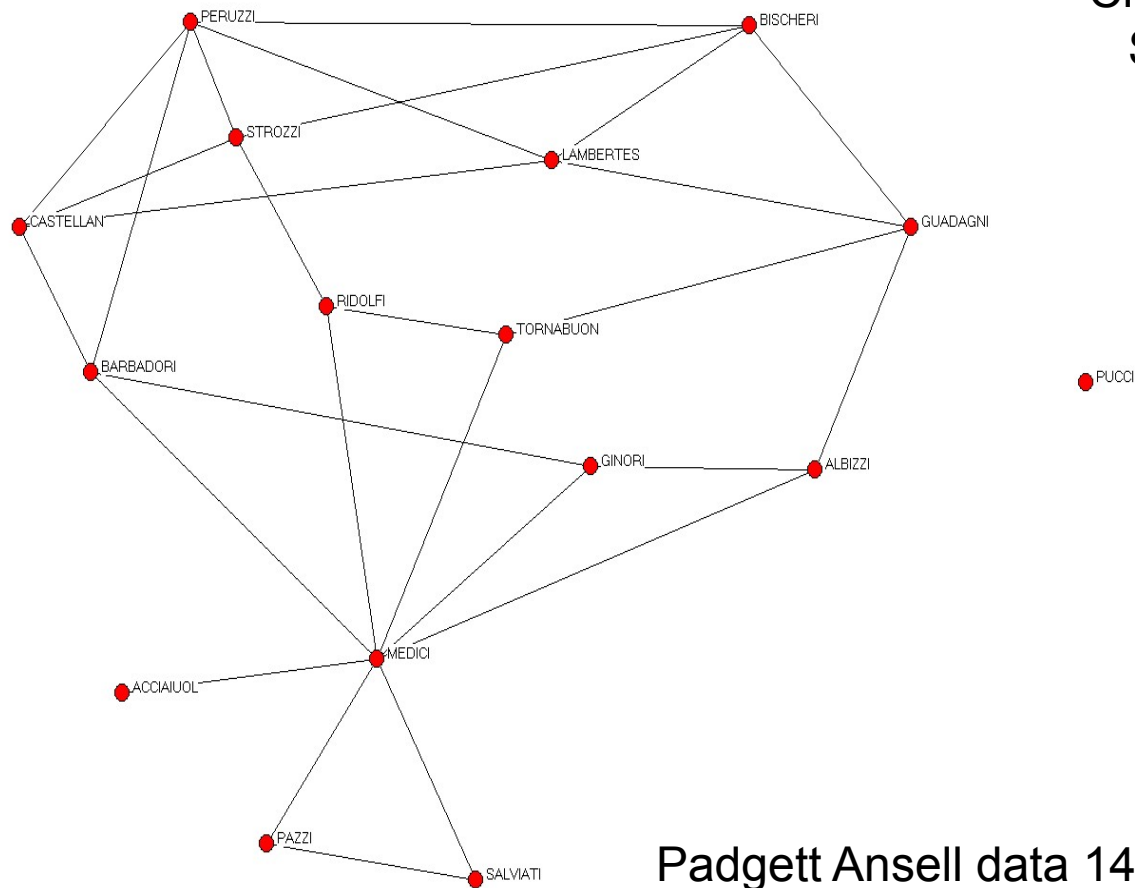 PERUZZI
BISCHERI
STROZZI
LAMBERTES
CASTELLAN
GUADAGNI
RIDOLFI
TORNABUON
BARBADORI
PUCCI
GINORI
ALBIZZI
MEDICI
ACCIAIUOL
PAZZI
SALVIATI
Padgett Ansell data 14